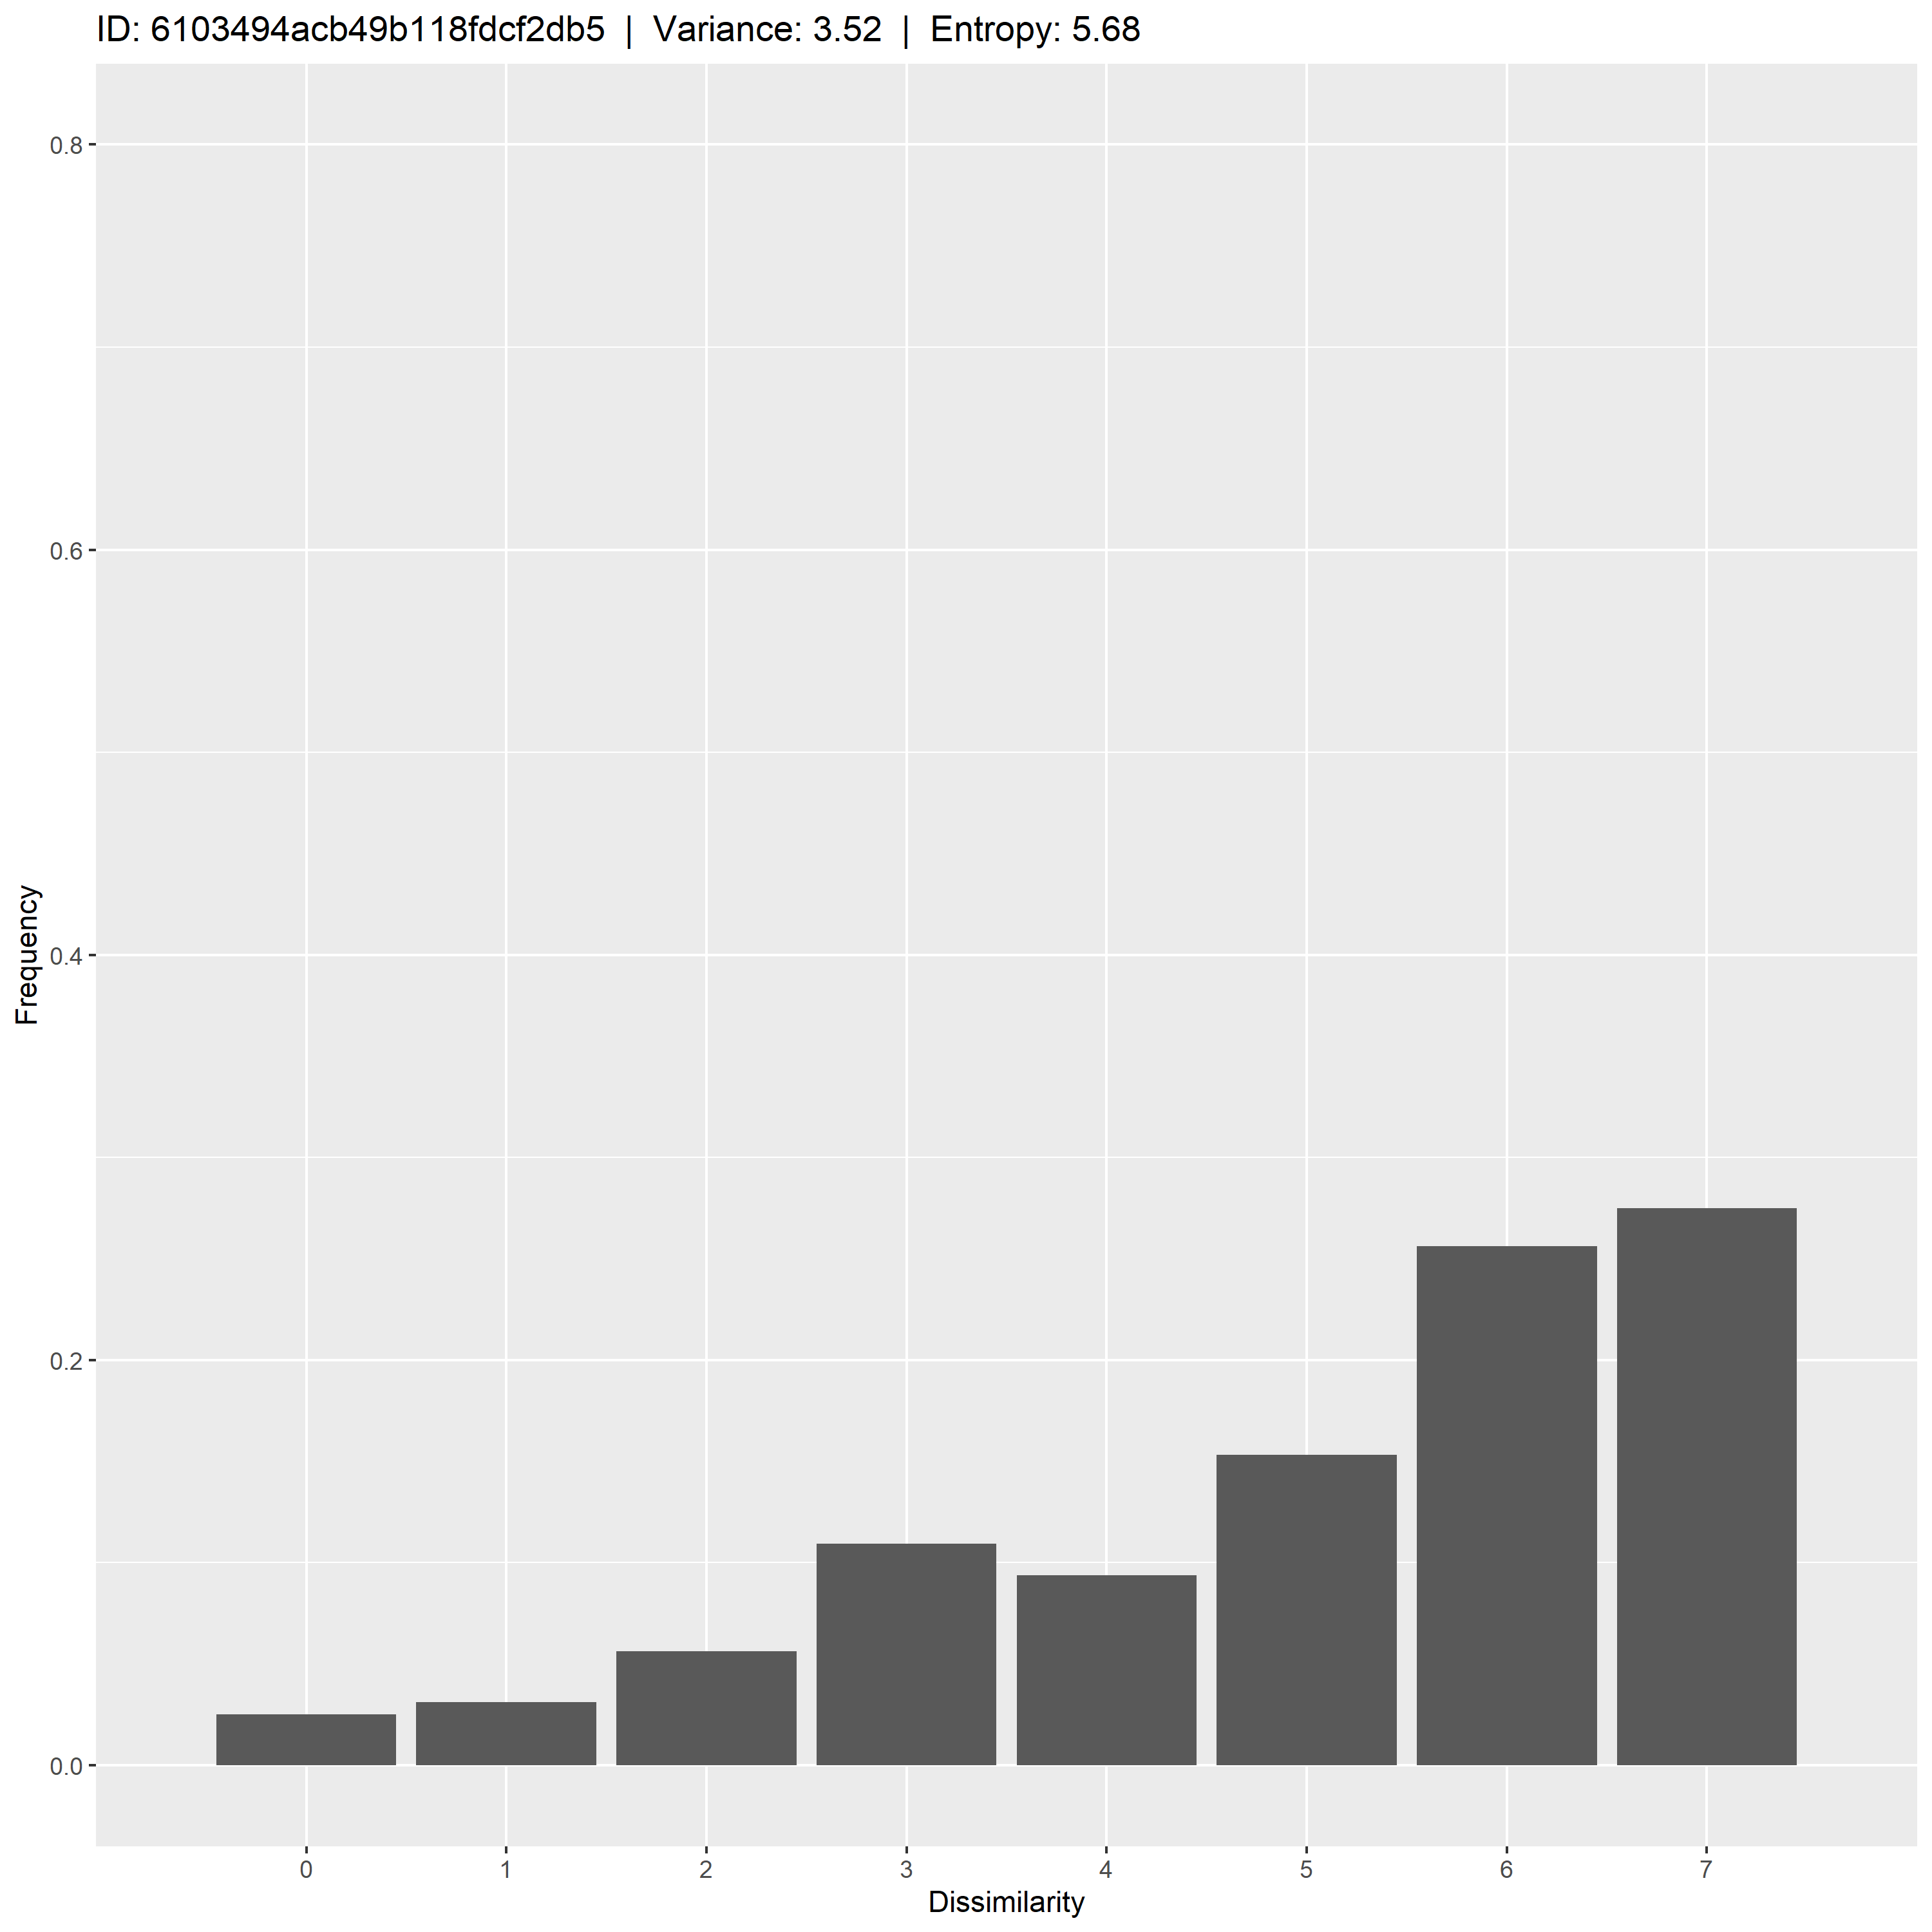 ID: 6103494acb49b118fdcf2db5 | Variance: 3.52 | Entropy: 5.68
Frequency
0.8
0.6
0.4
0.2
0.0
0 1 2 3 4 5 6 7
Dissimilarity